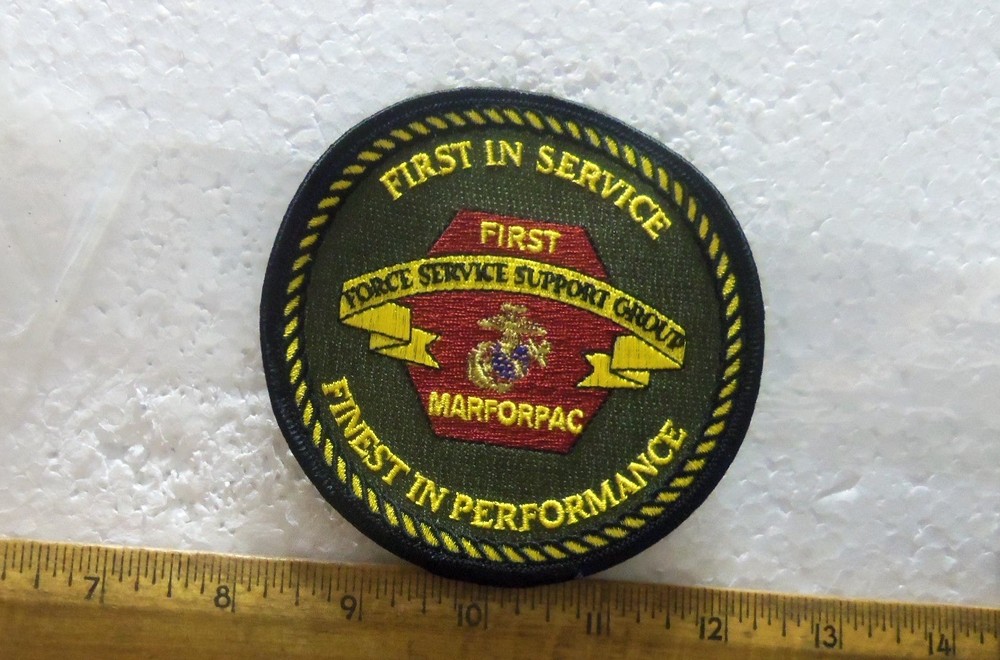 FIRST IN SERVICE
FIRST
FORCE SERVICE SUPPORT GROUP
MARFORPAC
FINEST IN PERFORMANCE
7 8 9 10 11 12 13 14